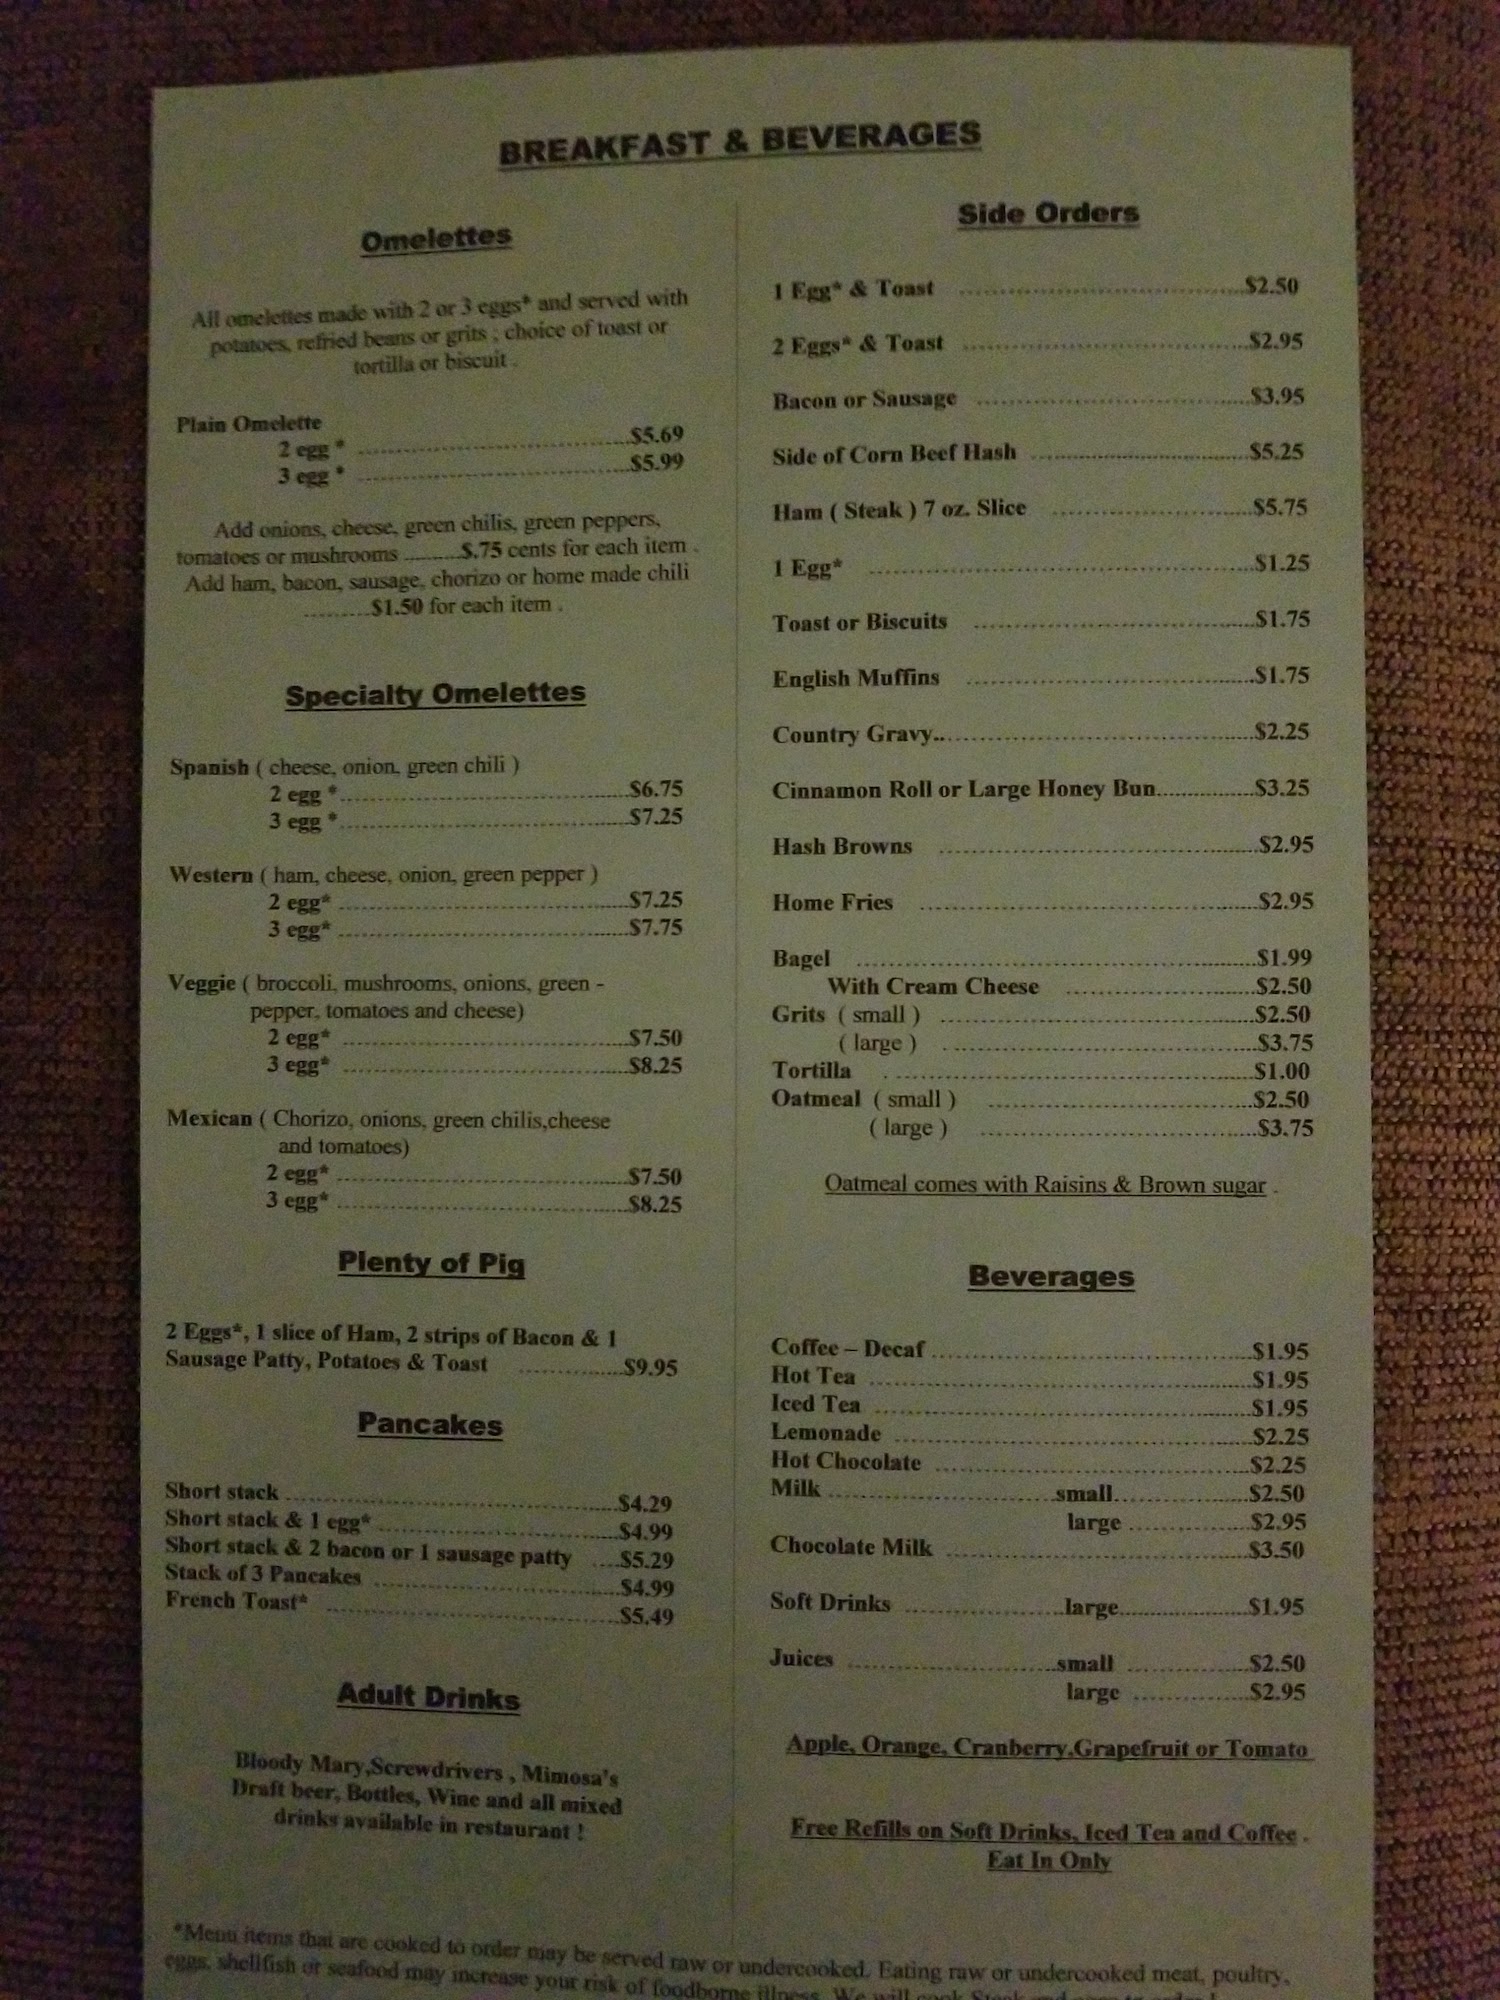 BREAKFAST & BEVERAGES
Omelettes
All omelettes made with 2 or 3 eggs* and served with
potatoes, refried beans or grits ; choice of toast or
tortilla or biscuit .
Plain Omelette
2 egg * $5.69
3 egg * $5.99
Add onions, cheese, green chilis, green peppers,
tomatoes or mushrooms ..........$.75 cents for each item .
Add ham, bacon, sausage, chorizo or home made chili
..........$1.50 for each item .
Specialty Omelettes
Spanish ( cheese, onion, green chili )
2 egg * $6.75
3 egg * $7.25
Western ( ham, cheese, onion, green pepper )
2 egg* $7.25
3 egg* $7.75
Veggie ( broccoli, mushrooms, onions, green -
pepper, tomatoes and cheese)
2 egg* $7.50
3 egg* $8.25
Mexican ( Chorizo, onions, green chilis,cheese
and tomatoes)
2 egg* $7.50
3 egg* $8.25
Plenty of Pig
2 Eggs*, 1 slice of Ham, 2 strips of Bacon & 1
Sausage Patty, Potatoes & Toast $9.95
Pancakes
Short stack $4.29
Short stack & 1 egg* $4.99
Short stack & 2 bacon or 1 sausage patty $5.29
Stack of 3 Pancakes $4.99
French Toast* $5.49
Adult Drinks
Bloody Mary,Screwdrivers , Mimosa's
Draft beer, Bottles, Wine and all mixed
drinks available in restaurant !
Side Orders
1 Egg* & Toast $2.50
2 Eggs* & Toast $2.95
Bacon or Sausage $3.95
Side of Corn Beef Hash $5.25
Ham ( Steak ) 7 oz. Slice $5.75
1 Egg* $1.25
Toast or Biscuits $1.75
English Muffins $1.75
Country Gravy $2.25
Cinnamon Roll or Large Honey Bun $3.25
Hash Browns $2.95
Home Fries $2.95
Bagel $1.99
With Cream Cheese $2.50
Grits ( small ) $2.50
( large ) $3.75
Tortilla $1.00
Oatmeal ( small ) $2.50
( large ) $3.75
Oatmeal comes with Raisins & Brown sugar .
Beverages
Coffee – Decaf $1.95
Hot Tea $1.95
Iced Tea $1.95
Lemonade $2.25
Hot Chocolate $2.25
Milk small $2.50
large $2.95
Chocolate Milk $3.50
Soft Drinks large $1.95
Juices small $2.50
large $2.95
Apple, Orange, Cranberry,Grapefruit or Tomato
Free Refills on Soft Drinks, Iced Tea and Coffee .
Eat In Only
*Menu items that are cooked to order may be served raw or undercooked. Eating raw or undercooked meat, poultry,
eggs, shellfish or seafood may increase your risk of foodborne illness. We will cook